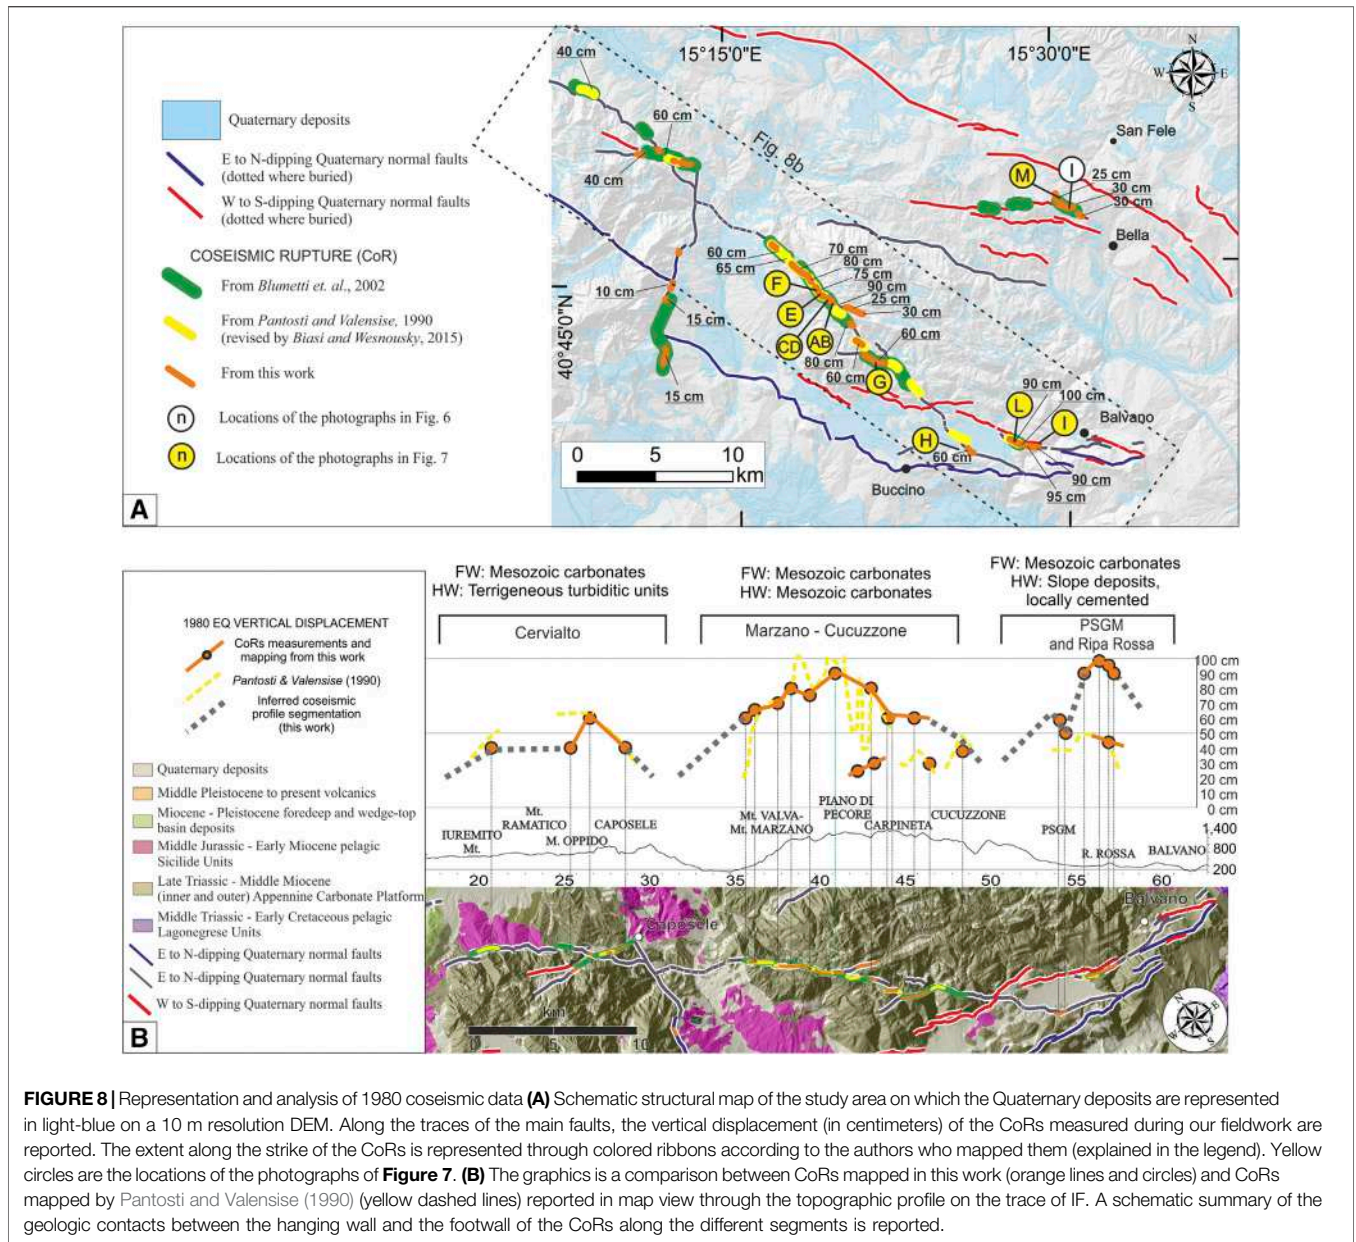 15°15'0"E
15°30'0"E
40°45'0"N
N
W
E
S
Quaternary deposits
E to N-dipping Quaternary normal faults
(dotted where buried)
W to S-dipping Quaternary normal faults
(dotted where buried)
COSEISMIC RUPTURE (CoR)
From Blumetti et. al., 2002
From Pantosti and Valensise, 1990
(revised by Biasi and Wesnousky, 2015)
From this work
n
Locations of the photographs in Fig. 6
n
Locations of the photographs in Fig. 7
A
40 cm
60 cm
40 cm
Fig. 8b
San Fele
M
I
25 cm
30 cm
30 cm
Bella
60 cm
65 cm
70 cm
80 cm
75 cm
90 cm
25 cm
30 cm
F
E
CD
AB
10 cm
15 cm
15 cm
80 cm
60 cm
60 cm
G
90 cm
100 cm
L
I
Balvano
H
60 cm
90 cm
95 cm
Buccino
0
5
10
km
FW: Mesozoic carbonates
HW: Terrigeneous turbiditic units
FW: Mesozoic carbonates
HW: Mesozoic carbonates
FW: Mesozoic carbonates
HW: Slope deposits,
locally cemented
Cervialto
Marzano - Cucuzzone
PSGM
and Ripa Rossa
1980 EQ VERTICAL DISPLACEMENT
CoRs measurements and
mapping from this work
Pantosti & Valensise (1990)
Inferred coseismic
profile segmentation
(this work)
Quaternary deposits
Middle Pleistocene to present volcanics
Miocene - Pleistocene foredeep and wedge-top
basin deposits
Middle Jurassic - Early Miocene pelagic
Sicilide Units
Late Triassic - Middle Miocene
(inner and outer) Appennine Carbonate Platform
Middle Triassic - Early Cretaceous pelagic
Lagonegrese Units
E to N-dipping Quaternary normal faults
E to N-dipping Quaternary normal faults
W to S-dipping Quaternary normal faults
B
100 cm
90 cm
80 cm
70 cm
60 cm
50 cm
40 cm
30 cm
20 cm
10 cm
0 cm
1,400
800
200
IUREMITO
Mt.
Mt.
RAMATICO
M. OPPIDO
CAPOSELE
Mt. VALVA-
Mt. MARZANO
PIANO DI
PECORE
CARPINETA
CUCUZZONE
PSGM
R. ROSSA
BALVANO
20
25
30
35
40
45
50
55
60
Caposele
Balvano
km
0
5
10
N
E
S
W
FIGURE 8 | Representation and analysis of 1980 coseismic data (A) Schematic structural map of the study area on which the Quaternary deposits are represented
in light-blue on a 10 m resolution DEM. Along the traces of the main faults, the vertical displacement (in centimeters) of the CoRs measured during our fieldwork are
reported. The extent along the strike of the CoRs is represented through colored ribbons according to the authors who mapped them (explained in the legend). Yellow
circles are the locations of the photographs of Figure 7. (B) The graphics is a comparison between CoRs mapped in this work (orange lines and circles) and CoRs
mapped by Pantosti and Valensise (1990) (yellow dashed lines) reported in map view through the topographic profile on the trace of IF. A schematic summary of the
geologic contacts between the hanging wall and the footwall of the CoRs along the different segments is reported.